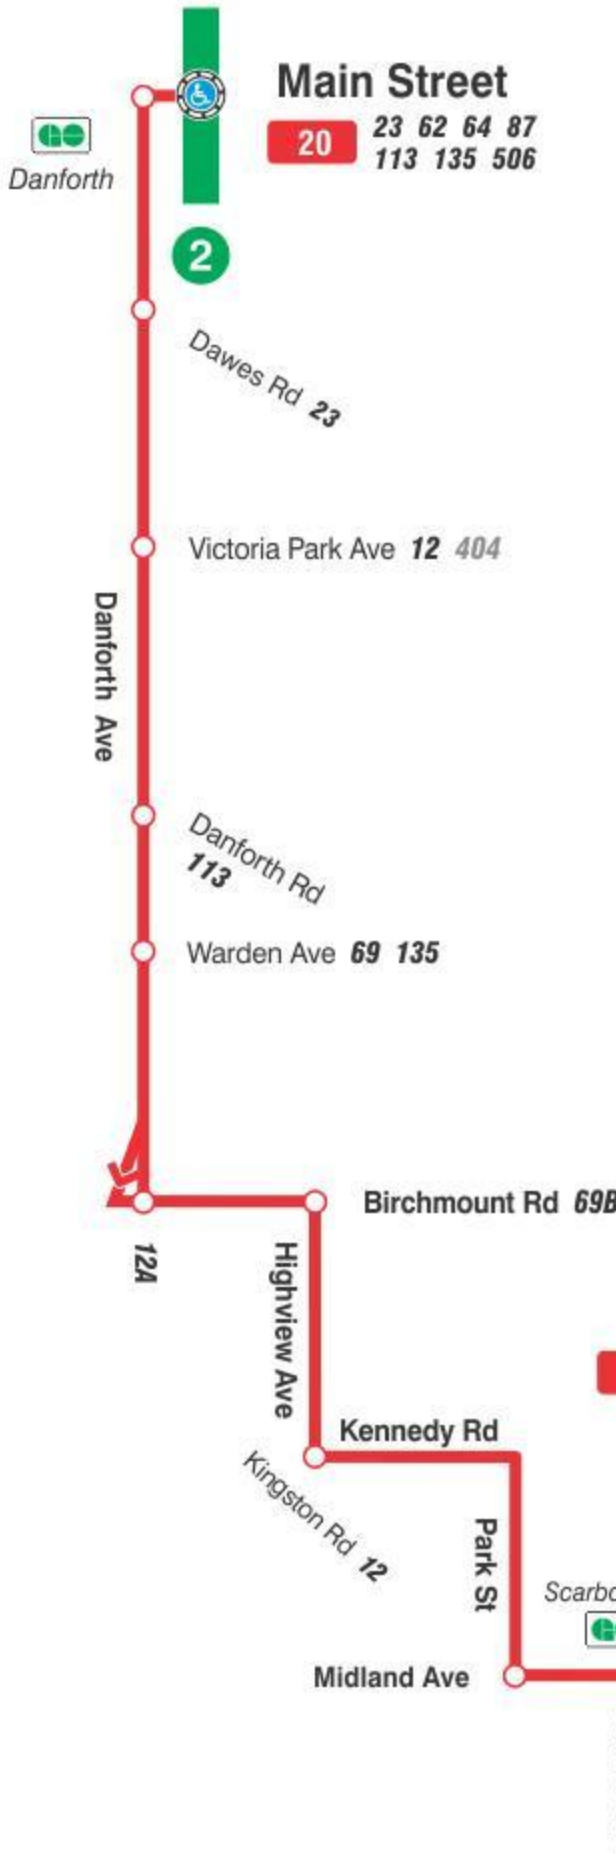 Main Street
20
23 62 64 87
113 135 506
Danforth
2
Dawes Rd 23
Victoria Park Ave 12 404
Danforth Ave
Danforth Rd
113
Warden Ave 69 135
Birchmount Rd 69B
12A
Highview Ave
Kennedy Rd
Kingston Rd 12
Park St
Scarbo
Midland Ave